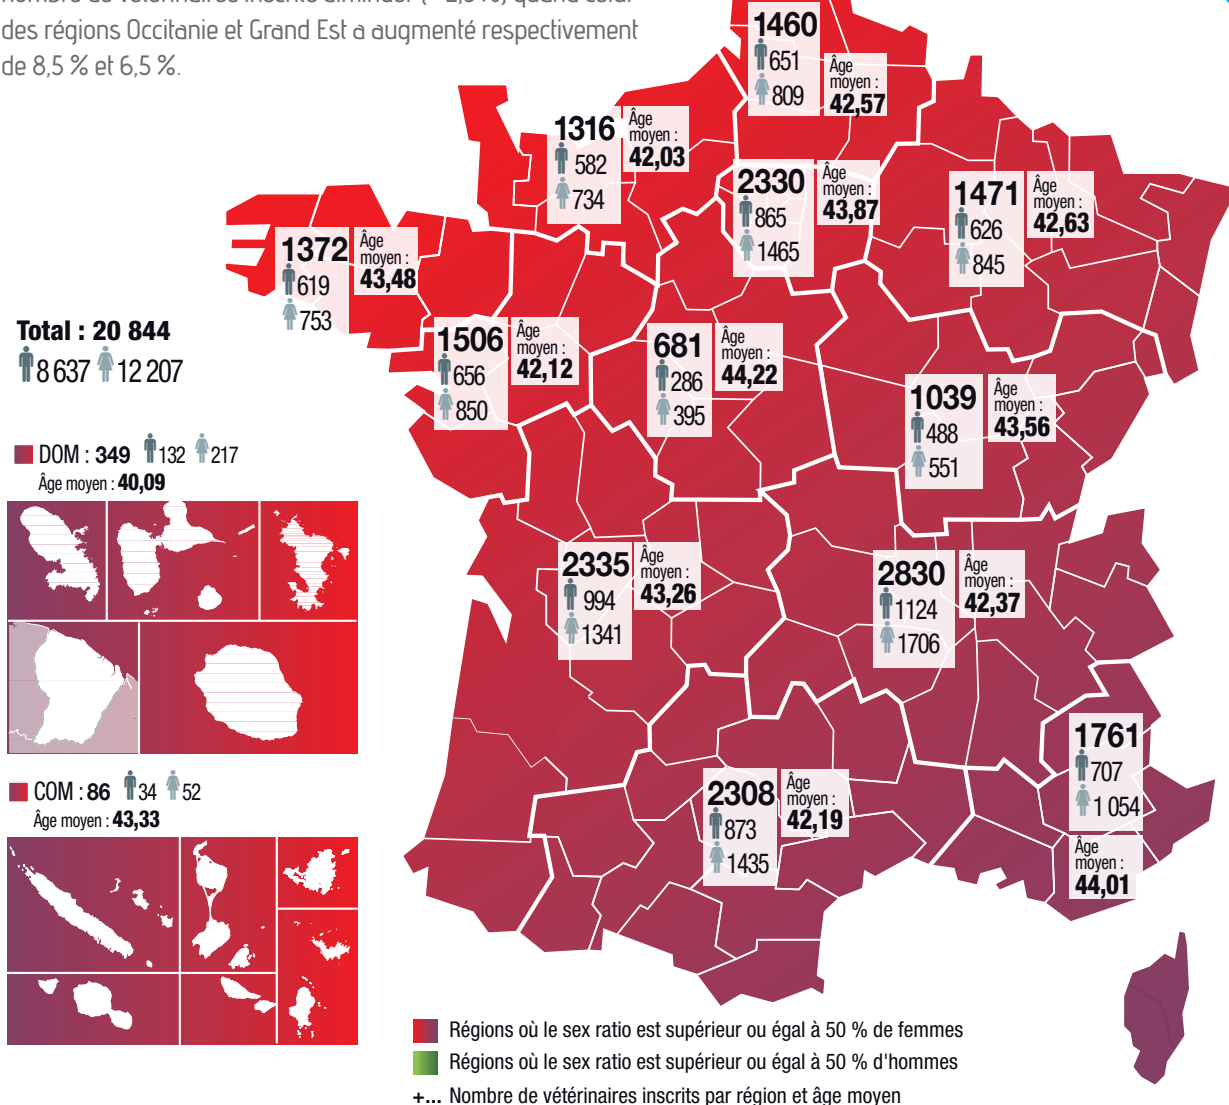 des régions Occitanie et Grand Est a augmenté respectivement
de 8,5 % et 6,5 %.
1460
651
809
Âge
moyen :
42,57
1316
582
734
Âge
moyen :
42,03
2330
865
1465
Âge
moyen :
43,87
1471
626
845
Âge
moyen :
42,63
1372
619
753
Âge
moyen :
43,48
Total : 20 844
8 637 12 207
1506
656
850
Âge
moyen :
42,12
681
286
395
Âge
moyen :
44,22
1039
488
551
Âge
moyen :
43,56
DOM : 349 132 217
Âge moyen : 40,09
2335
994
1341
Âge
moyen :
43,26
2830
1124
1706
Âge
moyen :
42,37
1761
707
1 054
Âge
moyen :
44,01
COM : 86 34 52
Âge moyen : 43,33
2308
873
1435
Âge
moyen :
42,19
Régions où le sex ratio est supérieur ou égal à 50 % de femmes
Régions où le sex ratio est supérieur ou égal à 50 % d'hommes
+... Nombre de vétérinaires inscrits par région et âge moyen